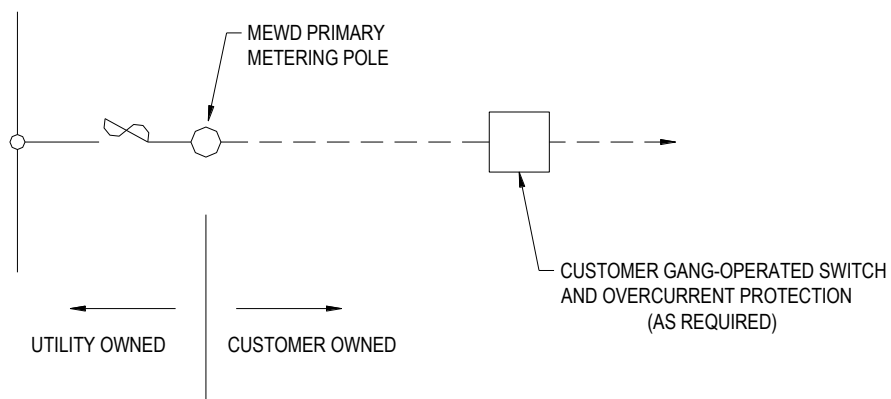 MEWD PRIMARY
METERING POLE
CUSTOMER GANG-OPERATED SWITCH
AND OVERCURRENT PROTECTION
(AS REQUIRED)
UTILITY OWNED
CUSTOMER OWNED